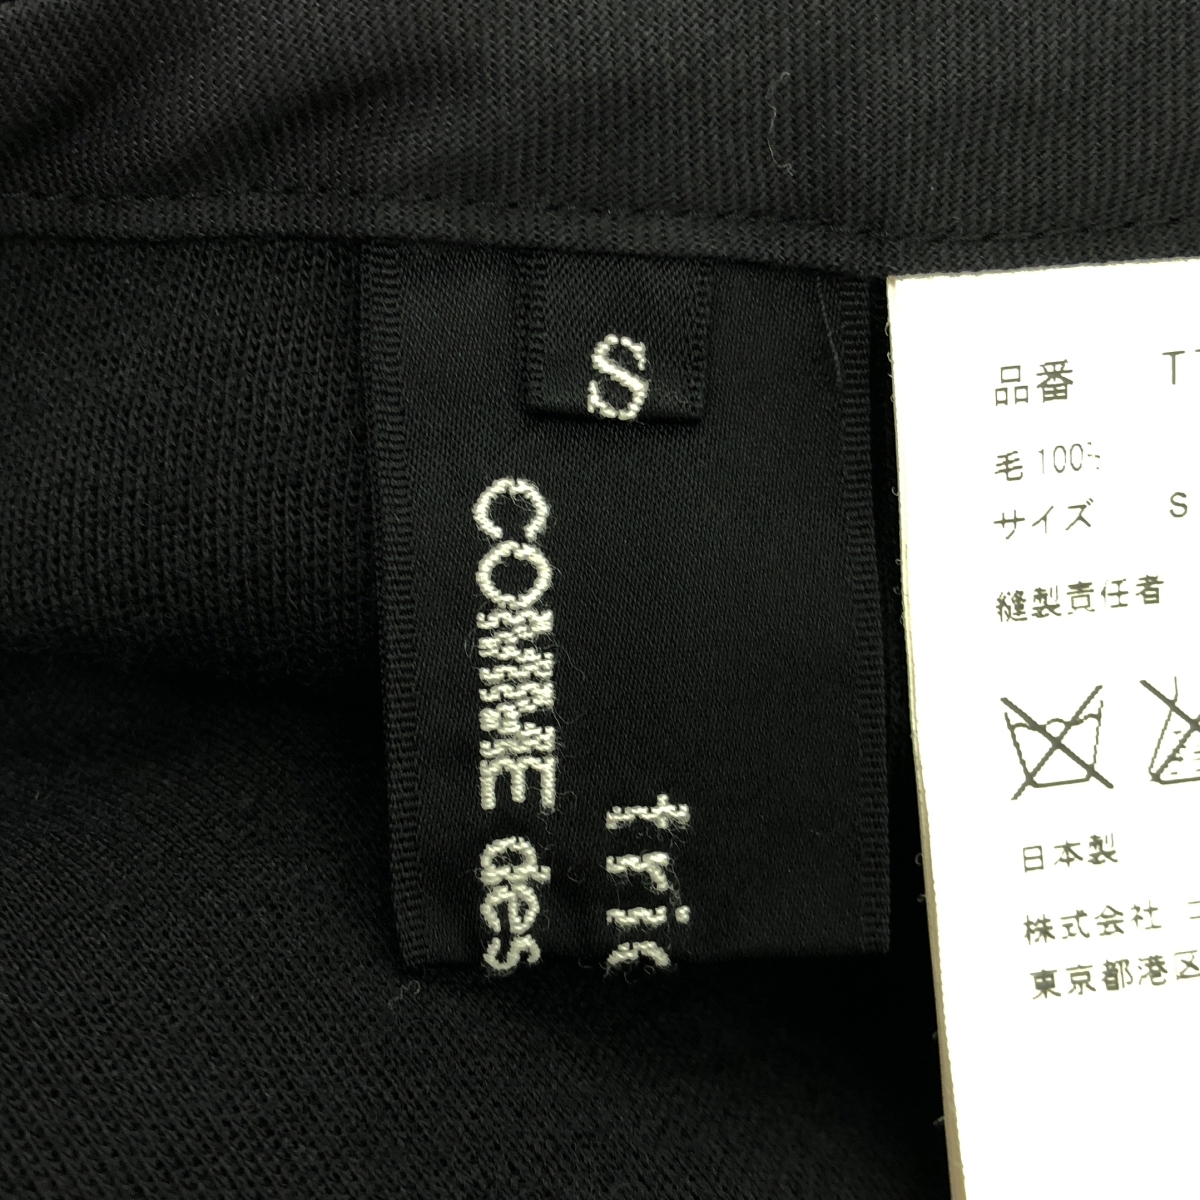 S
COMME des
tric
品番 T
毛 100%
サイズ S
縫製責任者
日本製
株式会社
東京都港区